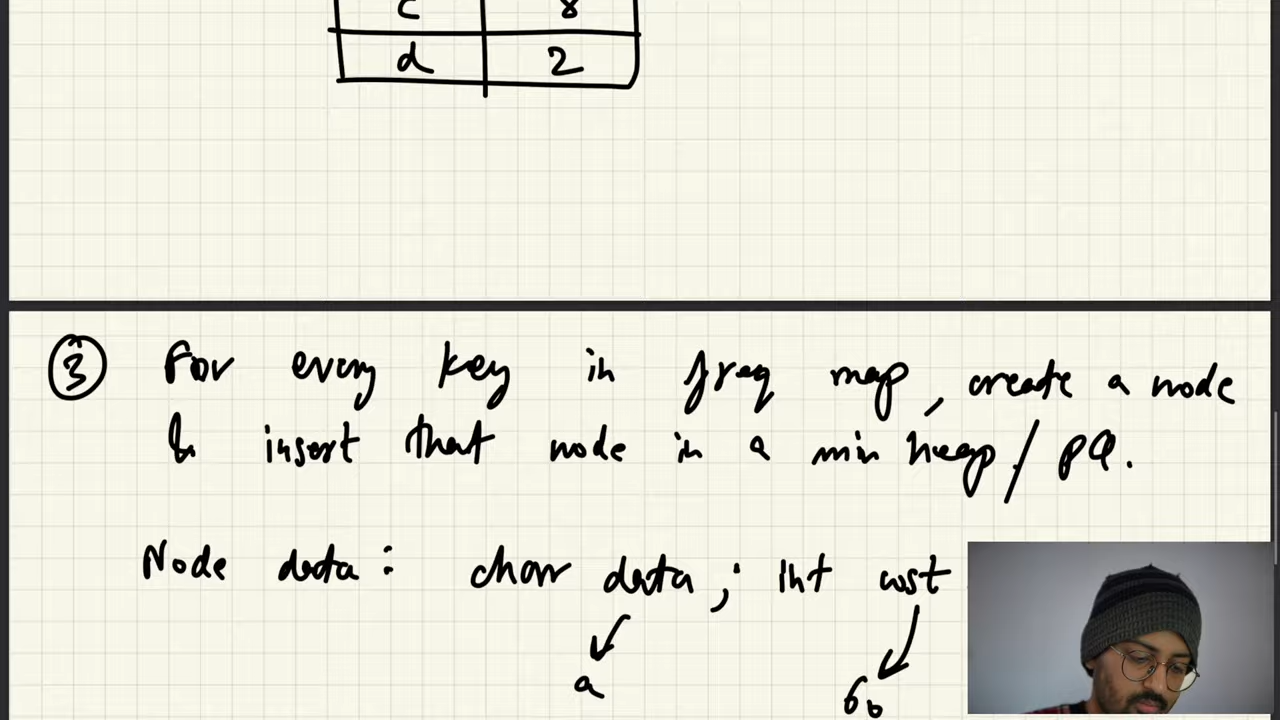 c 8
d 2
③ For every key in freq map, create a node
& insert that node in a min heap / PQ.
Node data: char data; int cost
a